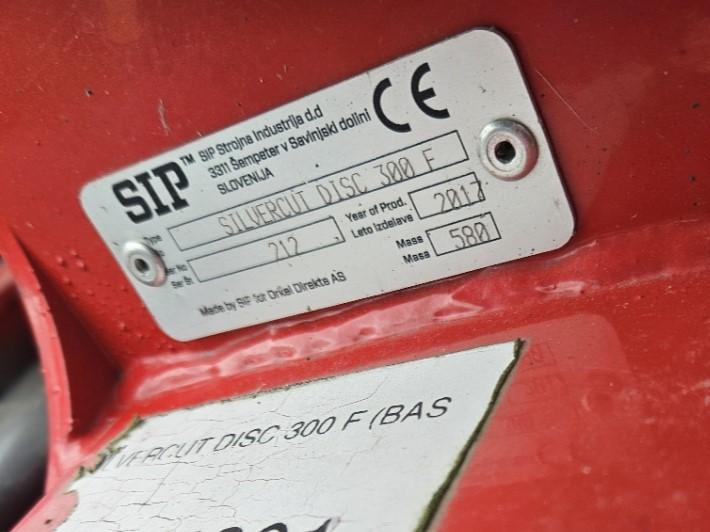 SIP™ SIP Strojna Industrija d.d
3311 Šempeter v Savinjski dolini
SLOVENIJA
CE
SILVERCUT DISC 300 F
212
Year of Prod. 2017
Leto Izdelave
Mass 580
Masa
Made by SIP for Orkel Direkte AB
VERCUT DISC 300 F (BAS